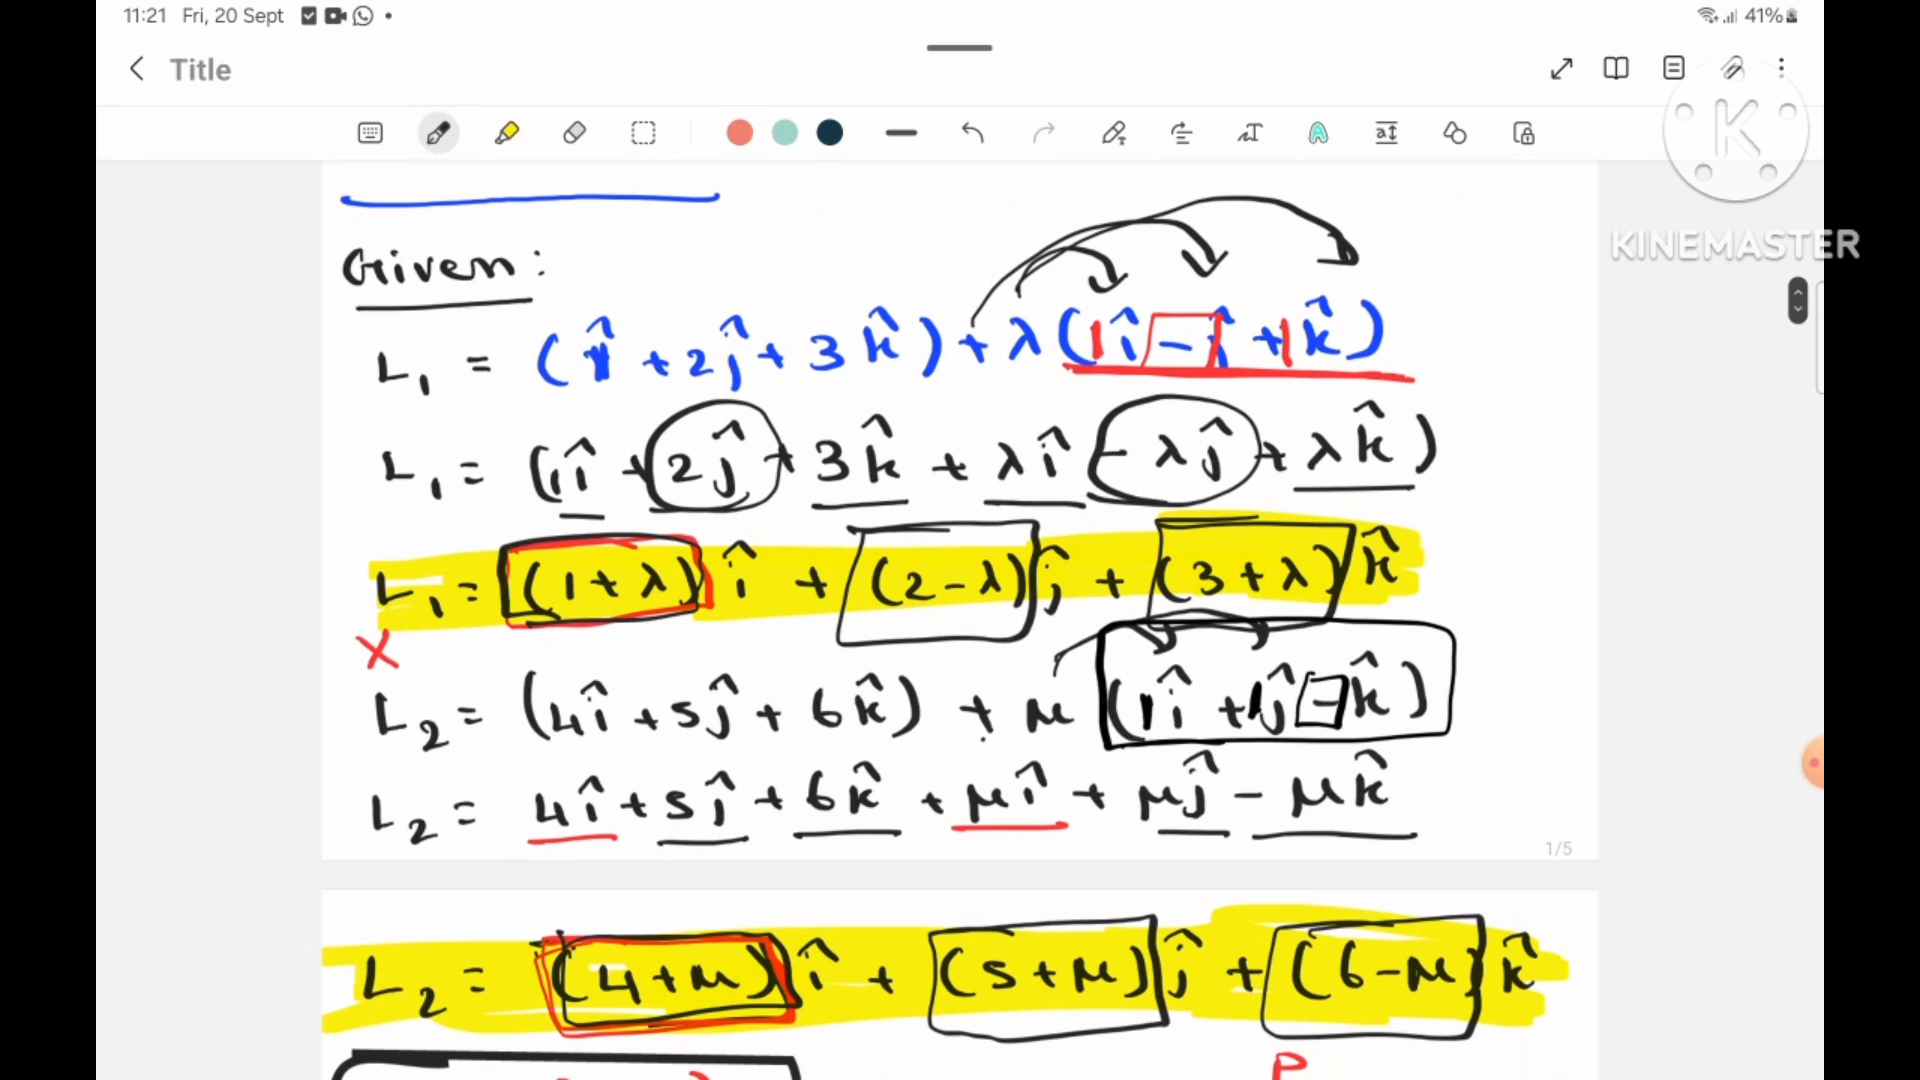 11:21 Fri, 20 Sept 41%
Title
KINEMASTER
Given:
L₁ = (î + 2ĵ + 3k̂) + λ(1î - ĵ + 1k̂)
L₁ = (1î + 2ĵ + 3k̂ + λî - λĵ + λk̂)
L₁ = (1 + λ)î + (2 - λ)ĵ + (3 + λ)k̂
X
L₂ = (4î + 5ĵ + 6k̂) + μ(1î + 1ĵ - k̂)
L₂ = 4î + 5ĵ + 6k̂ + μî + μĵ - μk̂
1/5
L₂ = (4 + μ)î + (5 + μ)ĵ + (6 - μ)k̂
P